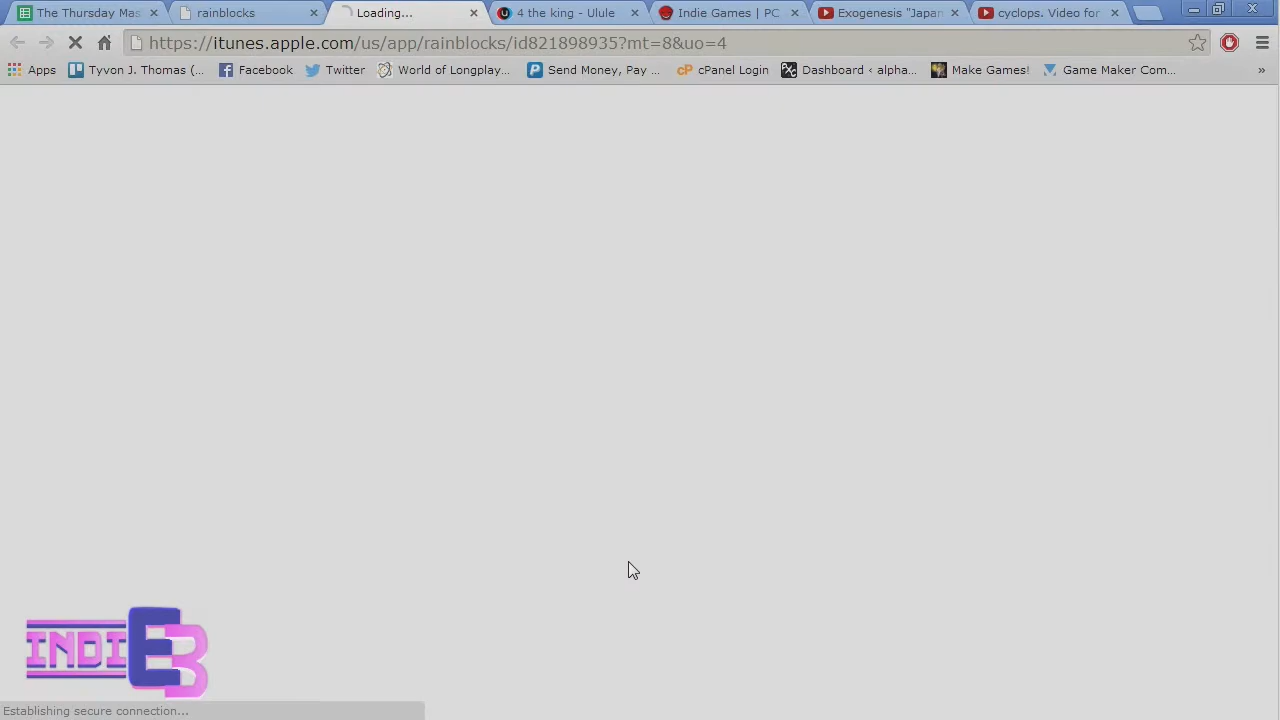 The Thursday Mas
rainblocks
Loading...
4 the king - Ulule
Indie Games | PC
Exogenesis "Japan
cyclops. Video for
https://itunes.apple.com/us/app/rainblocks/id821898935?mt=8&uo=4
Apps
Tyvon J. Thomas (...
Facebook
Twitter
World of Longplay...
Send Money, Pay ...
cP cPanel Login
Dashboard ‹ alpha...
Make Games!
Game Maker Com...
»
INDIE3
Establishing secure connection...